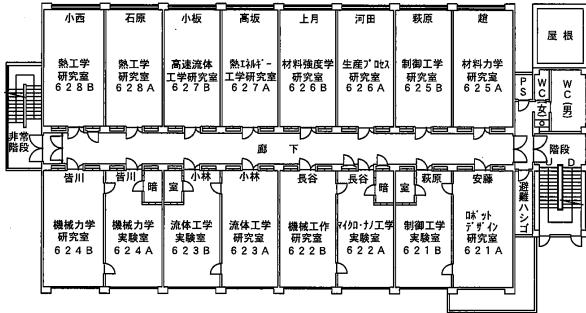 小西
石原
小板
高坂
上月
河田
萩原
趙
屋根
熱工学
研究室
628B
熱工学
研究室
628A
高速流体
工学研究室
627B
熱エネルギー
工学研究室
627A
材料強度学
研究室
626B
生産プロセス
研究室
626A
制御工学
研究室
625B
材料力学
研究室
625A
PS
WC(女)
WC(男)
非常
階段
廊下
階段
U D
皆川
皆川
暗室
小林
小林
長谷
長谷
暗室
萩原
安藤
避難ハシゴ
機械力学
研究室
624B
機械力学
実験室
624A
流体工学
実験室
623B
流体工学
研究室
623A
機械工作
研究室
622B
マイクロ・ナノ工学
実験室
622A
制御工学
実験室
621B
ロボット
デザイン
研究室
621A